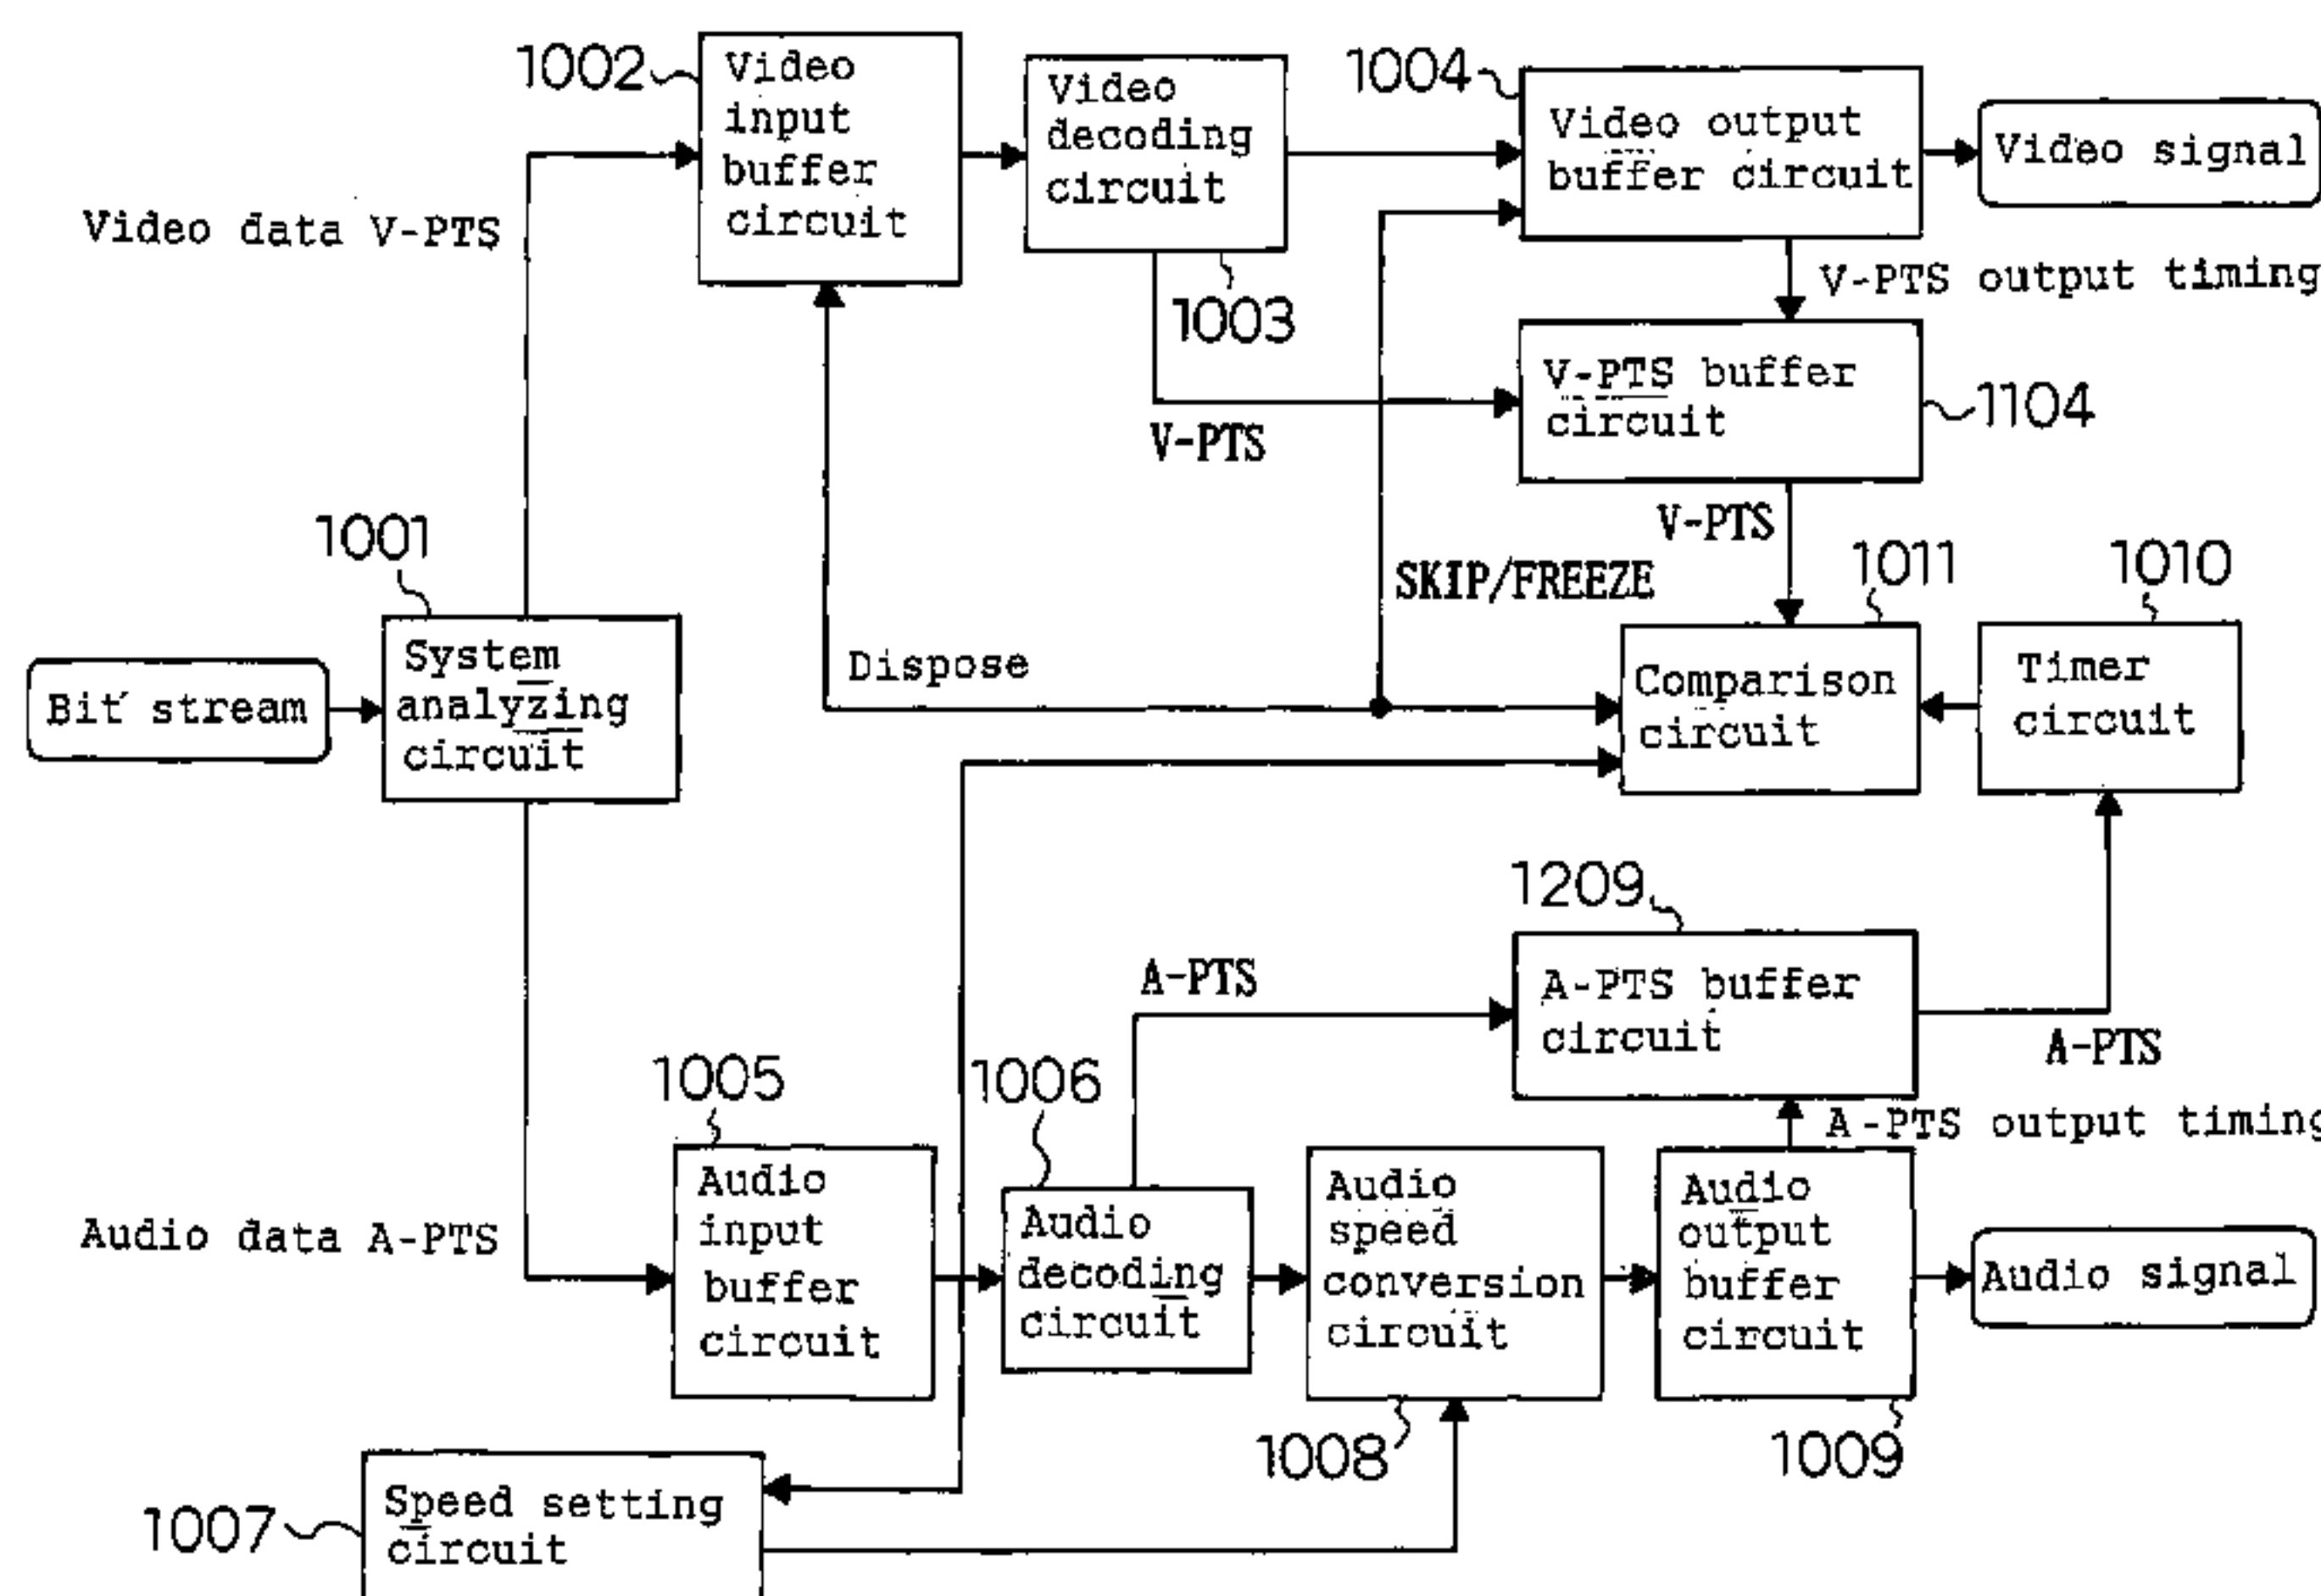 1002
Video
input
buffer
circuit
Video
decoding
circuit
1003
1004
Video output
buffer circuit
Video signal
Video data V-PTS
V-PTS output timing
V-PTS buffer
circuit
1104
V-PTS
V-PTS
1001
System
analyzing
circuit
Bit stream
Dispose
SKIP/FREEZE
1011
Comparison
circuit
1010
Timer
circuit
1209
A-PTS buffer
circuit
A-PTS
A-PTS
A-PTS output timing
1005
Audio
input
buffer
circuit
1006
Audio
decoding
circuit
Audio
speed
conversion
circuit
1008
Audio
output
buffer
circuit
1009
Audio signal
Audio data A-PTS
1007
Speed setting
circuit